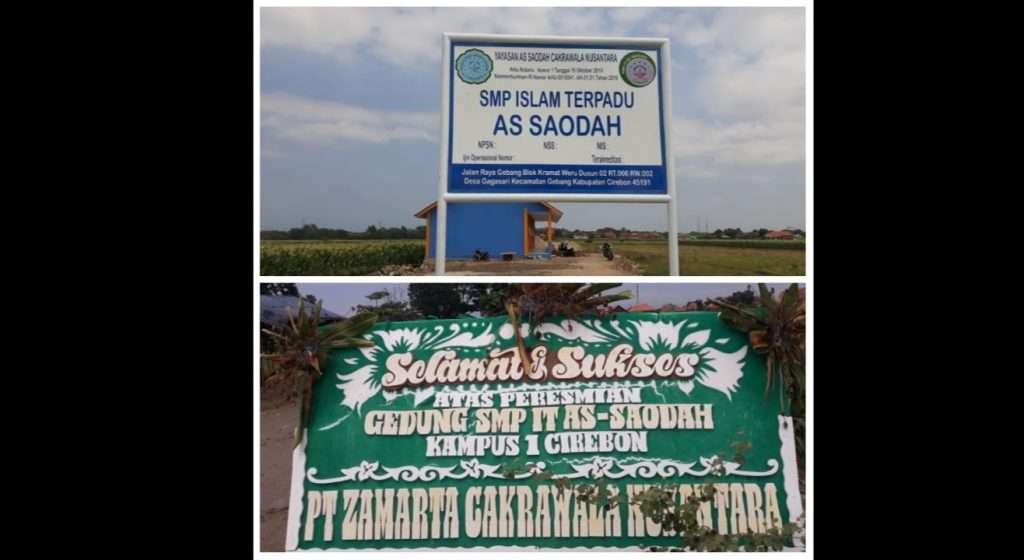 YAYASAN AS SAODAH CAKRAWALA NUSANTARA
SMP ISLAM TERPADU
AS SAODAH
NPSN : NSS : NIS :
Ijin Operasional Nomor : Terakreditasi :
Jalan Raya Gebang Blok Kramat Weru Dusun 02 RT.006 RW.002
Desa Gagasari Kecamatan Gebang Kabupaten Cirebon 45191
Selamat & Sukses
ATAS PERESMIAN
GEDUNG SMP IT AS-SAODAH
KAMPUS 1 CIREBON
PT ZAMARTA CAKRAWALA NUSANTARA